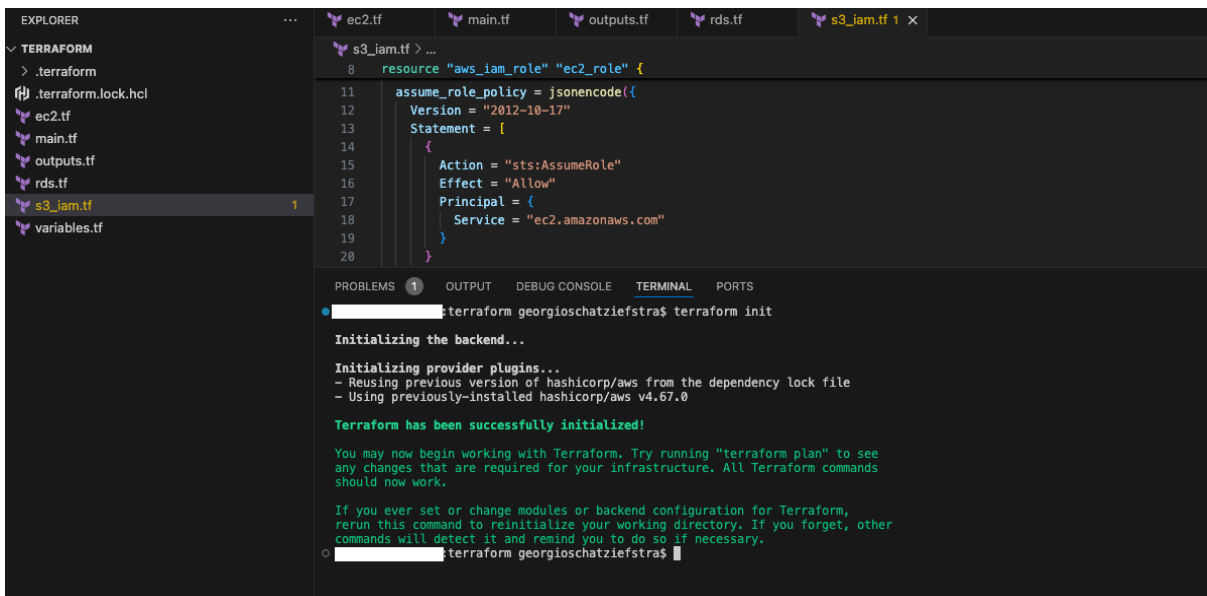 EXPLORER ...
TERRAFORM
.terraform
.terraform.lock.hcl
ec2.tf
main.tf
outputs.tf
rds.tf
s3_iam.tf 1
variables.tf
ec2.tf main.tf outputs.tf rds.tf s3_iam.tf 1 ×
s3_iam.tf > ...
8 resource "aws_iam_role" "ec2_role" {
11 assume_role_policy = jsonencode({
12 Version = "2012-10-17"
13 Statement = [
14 {
15 Action = "sts:AssumeRole"
16 Effect = "Allow"
17 Principal = {
18 Service = "ec2.amazonaws.com"
19 }
20 }
PROBLEMS 1 OUTPUT DEBUG CONSOLE TERMINAL PORTS
:terraform georgioschatziefstra$ terraform init
Initializing the backend...
Initializing provider plugins...
- Reusing previous version of hashicorp/aws from the dependency lock file
- Using previously-installed hashicorp/aws v4.67.0
Terraform has been successfully initialized!
You may now begin working with Terraform. Try running "terraform plan" to see
any changes that are required for your infrastructure. All Terraform commands
should now work.
If you ever set or change modules or backend configuration for Terraform,
rerun this command to reinitialize your working directory. If you forget, other
commands will detect it and remind you to do so if necessary.
:terraform georgioschatziefstra$